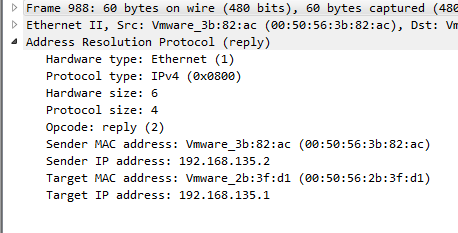 Frame 988: 60 bytes on wire (480 bits), 60 bytes captured (480
Ethernet II, Src: Vmware_3b:82:ac (00:50:56:3b:82:ac), Dst: Vm
Address Resolution Protocol (reply)
Hardware type: Ethernet (1)
Protocol type: IPv4 (0x0800)
Hardware size: 6
Protocol size: 4
Opcode: reply (2)
Sender MAC address: Vmware_3b:82:ac (00:50:56:3b:82:ac)
Sender IP address: 192.168.135.2
Target MAC address: Vmware_2b:3f:d1 (00:50:56:2b:3f:d1)
Target IP address: 192.168.135.1